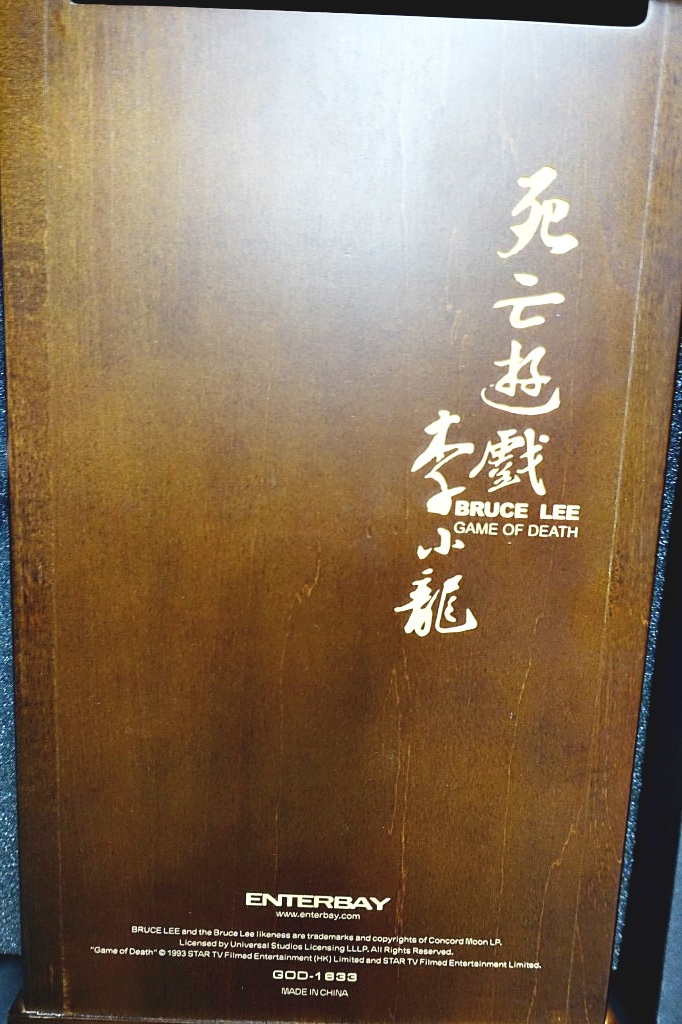 死亡遊戲
李小龍
BRUCE LEE
GAME OF DEATH
ENTERBAY
www.enterbay.com
BRUCE LEE and the Bruce Lee likeness are trademarks and copyrights of Concord Moon LP.
Licensed by Universal Studios Licensing LLLP. All Rights Reserved.
"Game of Death" © 1993 STAR TV Filmed Entertainment (HK) Limited and STAR TV Filmed Entertainment Limited.
GOD-1633
MADE IN CHINA